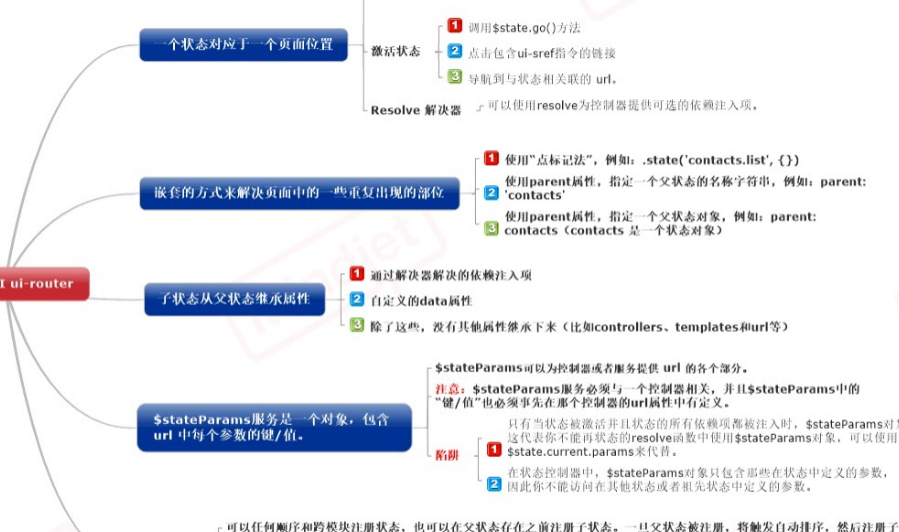 一个状态对应于一个页面位置
激活状态
1 调用$state.go()方法
2 点击包含ui-sref指令的链接
3 导航到与状态相关联的 url。
Resolve 解决器
可以使用resolve为控制器提供可选的依赖注入项。
嵌套的方式来解决页面中的一些重复出现的部位
1 使用“点标记法”，例如：.state('contacts.list', {})
2 使用parent属性，指定一个父状态的名称字符串，例如：parent:
'contacts'
3 使用parent属性，指定一个父状态对象，例如：parent:
contacts（contacts 是一个状态对象）
I ui-router
子状态从父状态继承属性
1 通过解决器解决的依赖注入项
2 自定义的data属性
3 除了这些，没有其他属性继承下来（比如controllers、templates和url等）
$stateParams服务是一个对象，包含
url 中每个参数的键/值。
$stateParams可以为控制器或者服务提供 url 的各个部分。
注意：$stateParams服务必须与一个控制器相关，并且$stateParams中的
“键/值”也必须事先在那个控制器的url属性中有定义。
陷阱
1 只有当状态被激活并且状态的所有依赖项都被注入时，$stateParams对
这代表你不能再状态的resolve函数中使用$stateParams对象，可以使用
$state.current.params来代替。
2 在状态控制器中，$stateParams对象只包含那些在状态中定义的参数，
因此你不能访问在其他状态或者祖先状态中定义的参数。
可以任何顺序和跨模块注册状态，也可以在父状态存在之前注册子状态。一旦父状态被注册，将触发自动排序，然后注册子